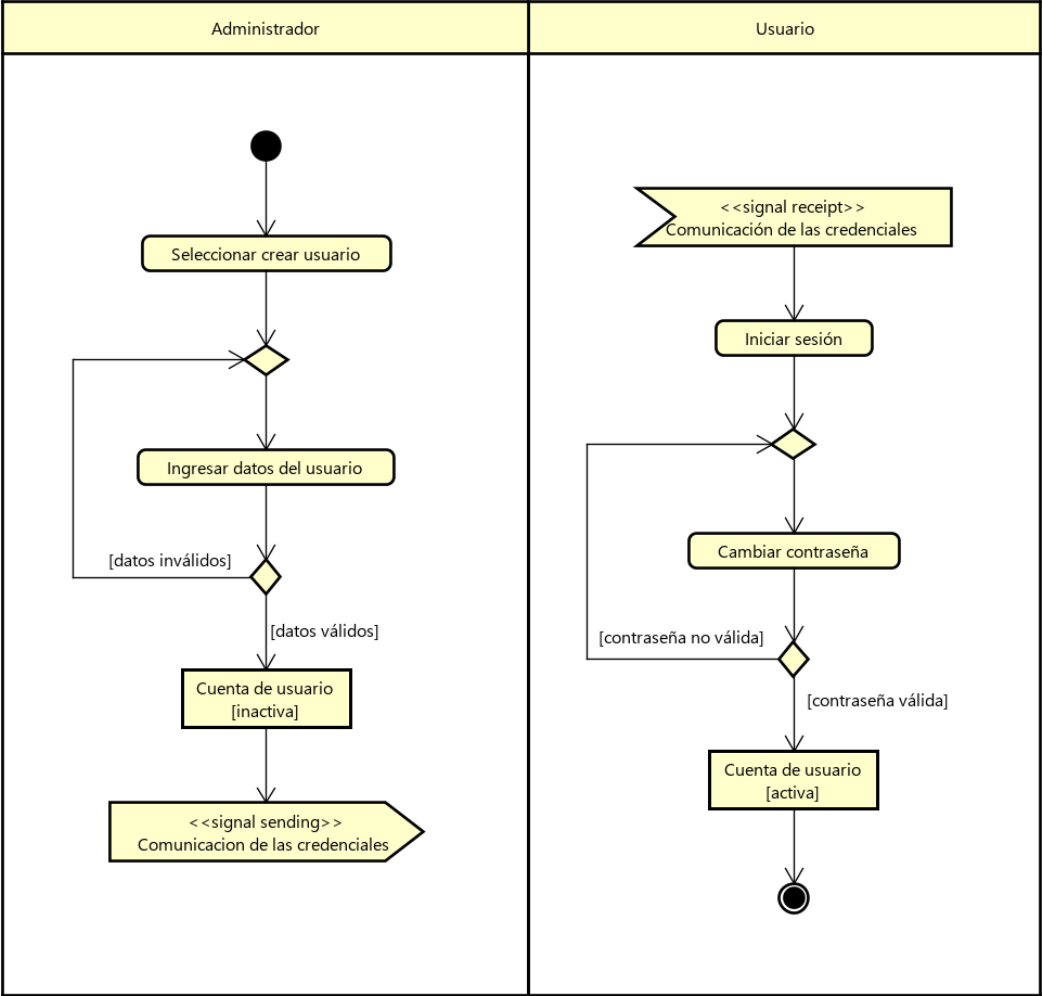 Administrador
Usuario
Seleccionar crear usuario
Ingresar datos del usuario
[datos inválidos]
[datos válidos]
Cuenta de usuario
[inactiva]
<<signal sending>>
Comunicacion de las credenciales
<<signal receipt>>
Comunicación de las credenciales
Iniciar sesión
Cambiar contraseña
[contraseña no válida]
[contraseña válida]
Cuenta de usuario
[activa]